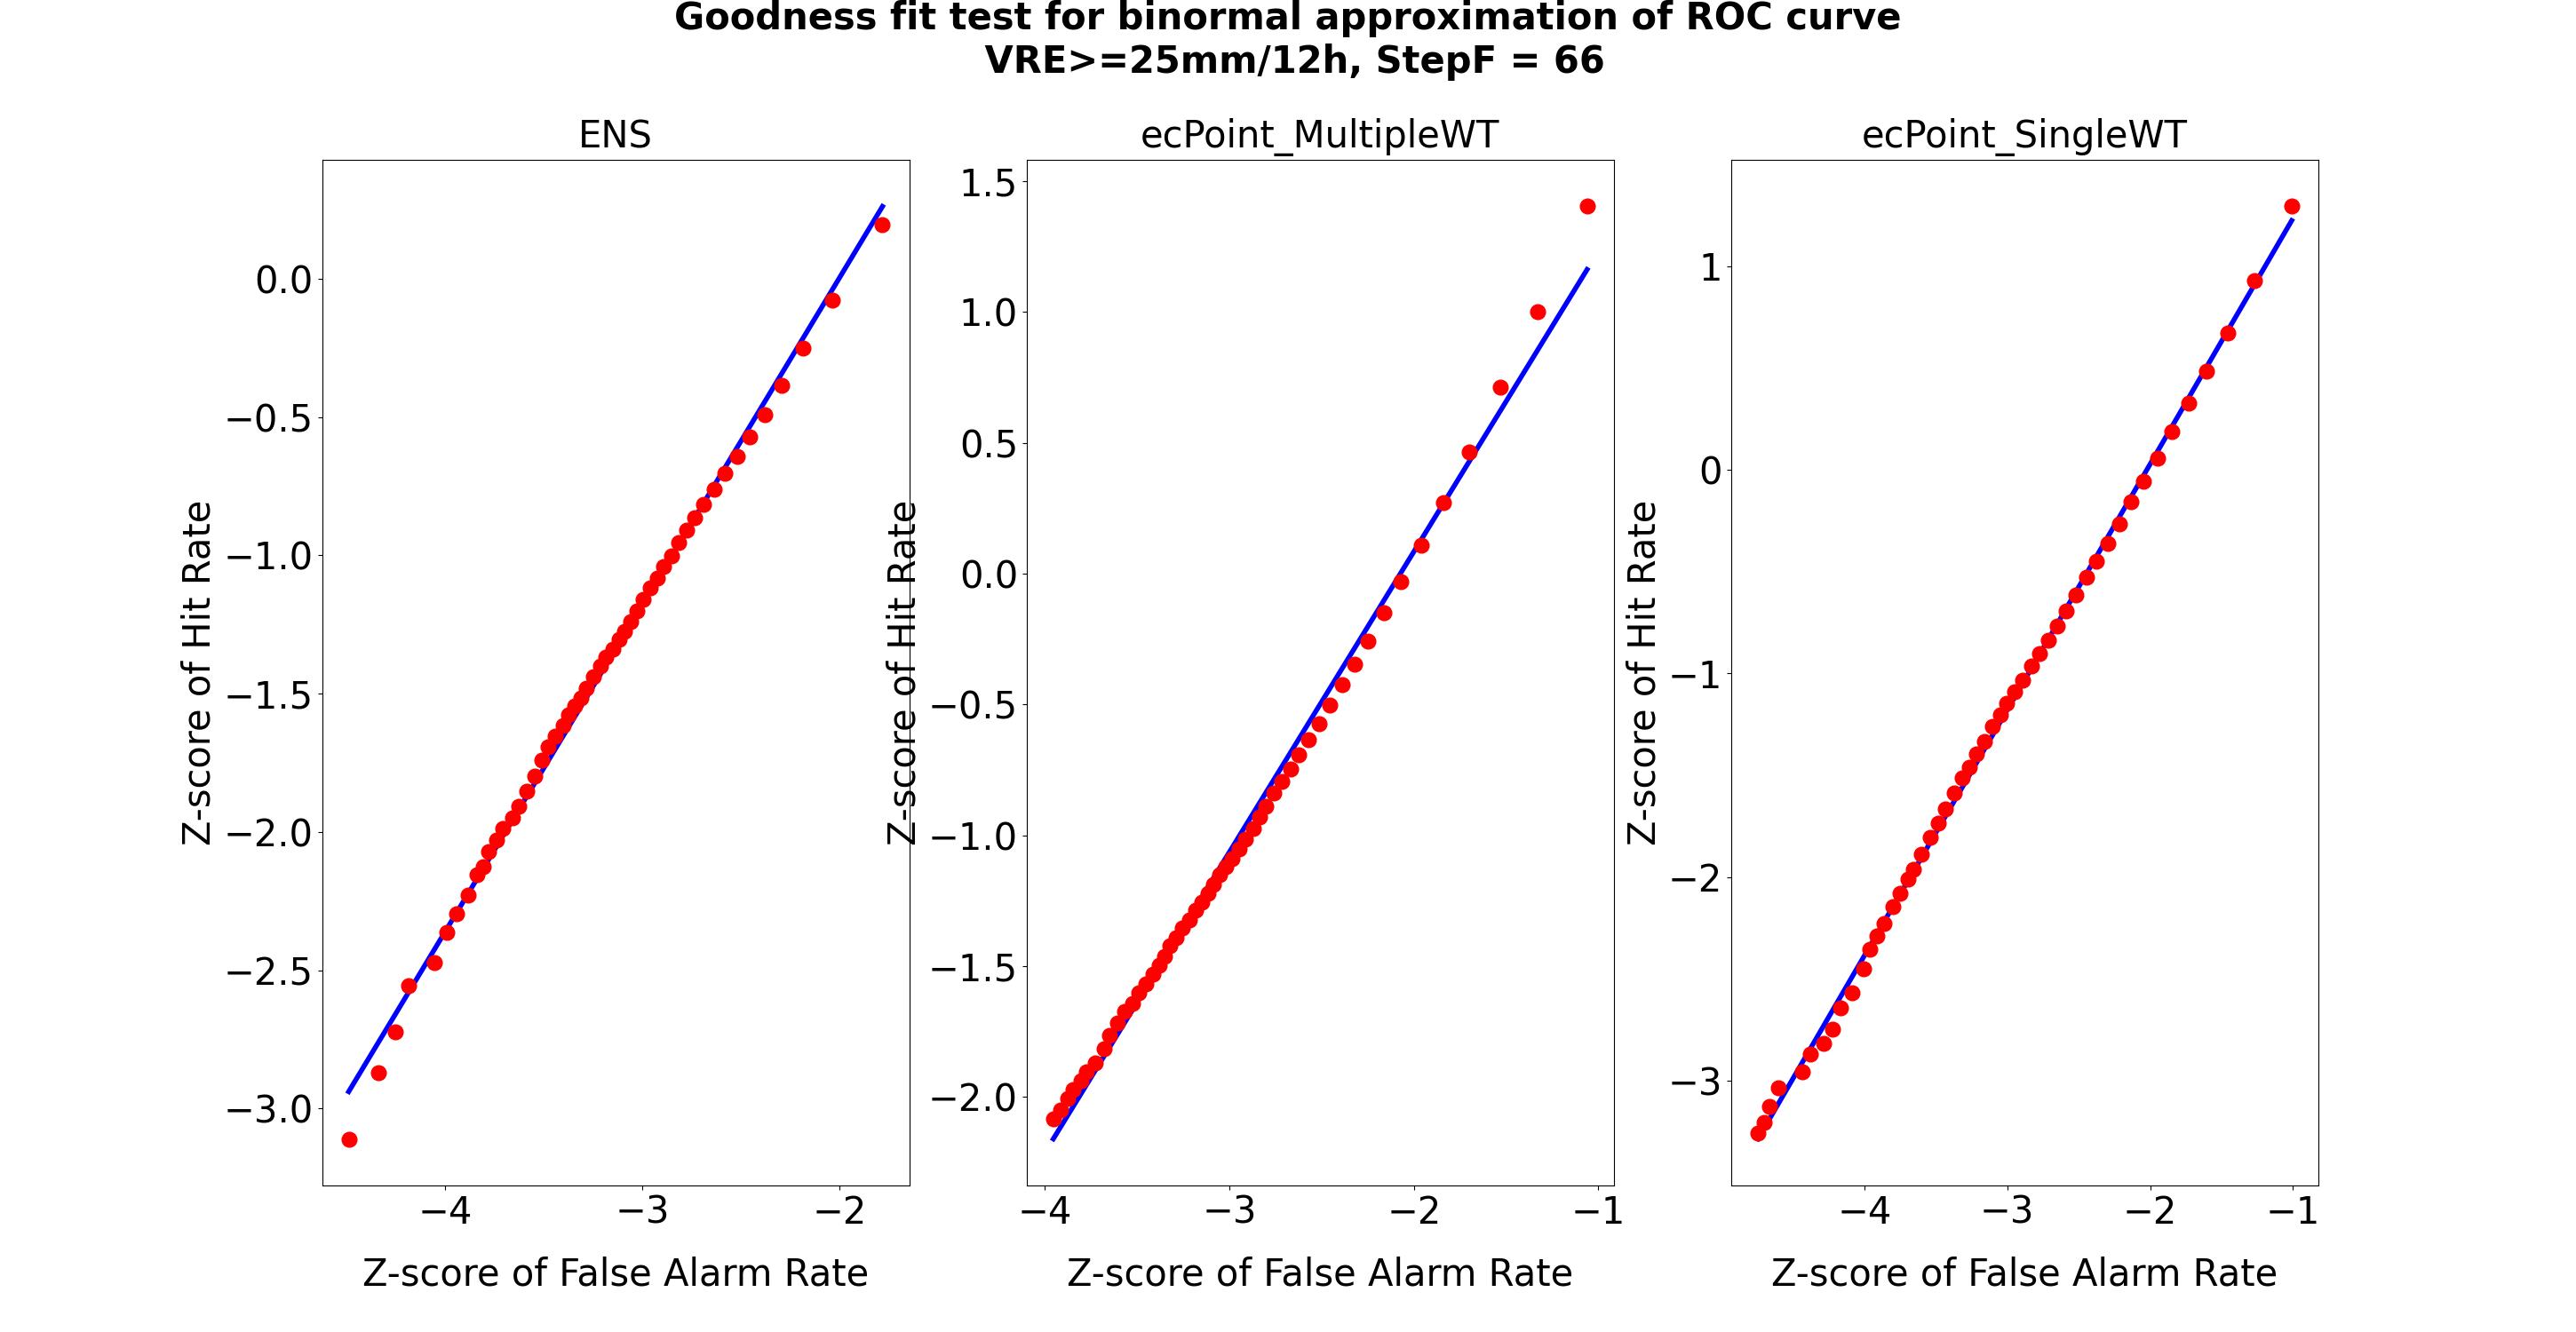 Goodness fit test for binormal approximation of ROC curve
VRE>=25mm/12h, StepF = 66
ENS
0.0
−0.5
−1.0
−1.5
−2.0
−2.5
−3.0
Z-score of Hit Rate
−4
−3
−2
Z-score of False Alarm Rate
ecPoint_MultipleWT
1.5
1.0
0.5
0.0
−0.5
−1.0
−1.5
−2.0
Z-score of Hit Rate
−4
−3
−2
−1
Z-score of False Alarm Rate
ecPoint_SingleWT
1
0
−1
−2
−3
Z-score of Hit Rate
−4
−3
−2
−1
Z-score of False Alarm Rate